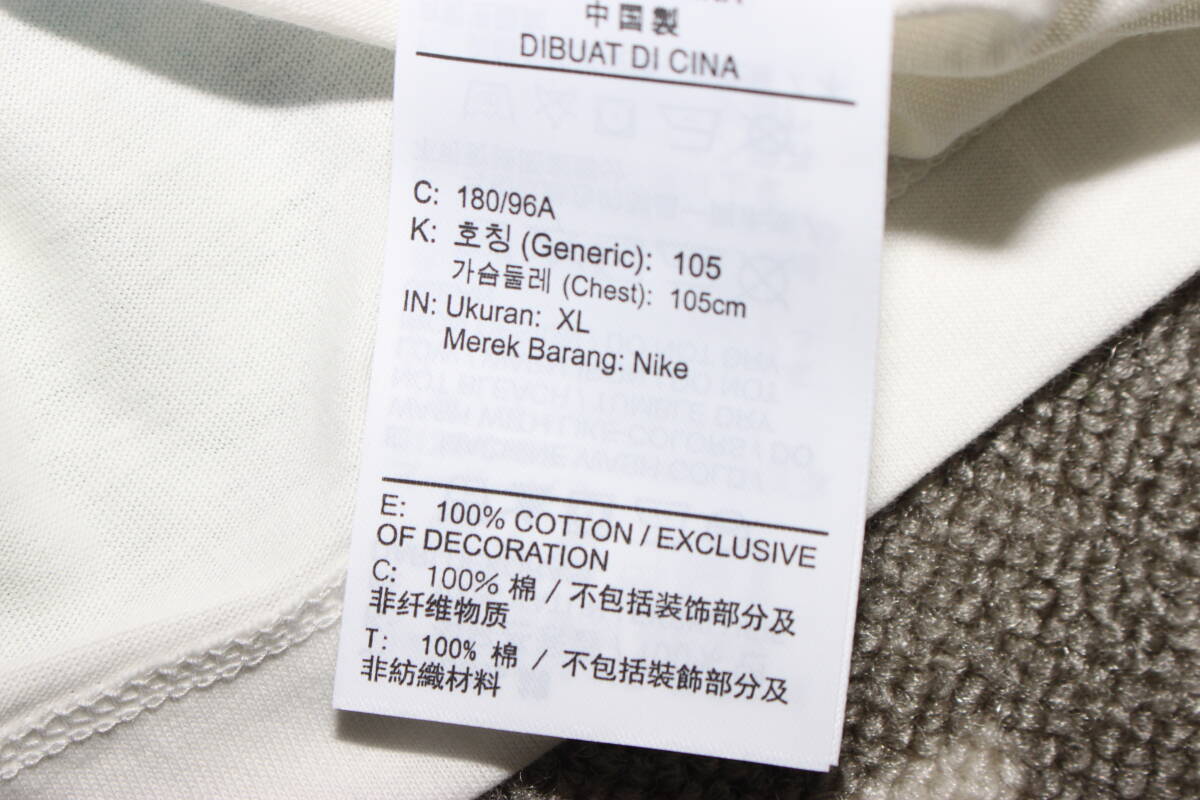 中国製
DIBUAT DI CINA
C: 180/96A
K: 호칭 (Generic): 105
가슴둘레 (Chest): 105cm
IN: Ukuran: XL
Merek Barang: Nike
E: 100% COTTON / EXCLUSIVE
OF DECORATION
C: 100% 棉 / 不包括装饰部分及
非纤维物质
T: 100% 棉 / 不包括裝飾部分及
非紡織材料